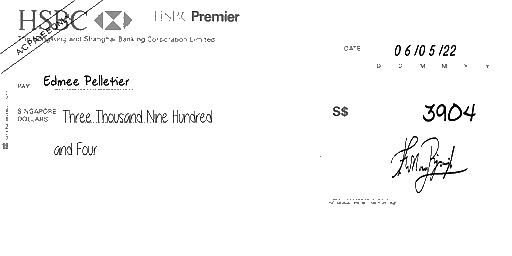 HSBC HSBC Premier
The Hongkong and Shanghai Banking Corporation Limited
A/C PAYEE ONLY
DATE 06/05/22
D D M M Y Y
PAY Edmee Pelletier
SINGAPORE DOLLARS Three Thousand Nine Hundred
and Four
S$ 3904